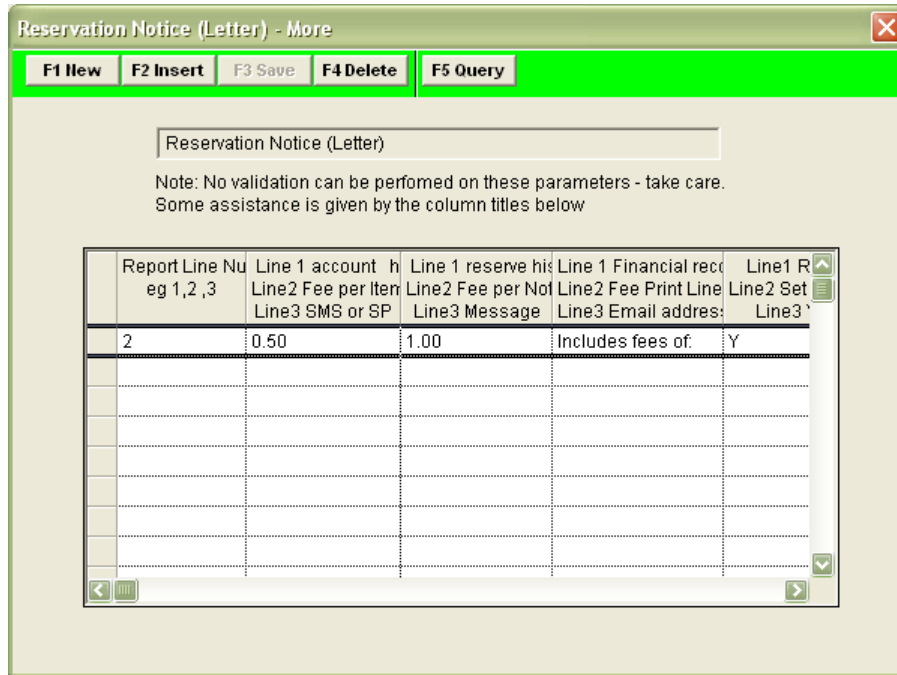 Reservation Notice (Letter) - More
F1 New F2 Insert F3 Save F4 Delete F5 Query
Reservation Notice (Letter)
Note: No validation can be perfomed on these parameters - take care.
Some assistance is given by the column titles below
Report Line Nu Line 1 account h Line 1 reserve his Line 1 Financial reco Line1 R
eg 1,2 ,3 Line2 Fee per Item Line2 Fee per Not Line2 Fee Print Line Line2 Set
Line3 SMS or SP Line3 Message Line3 Email address Line3 Y
2 0.50 1.00 Includes fees of: Y